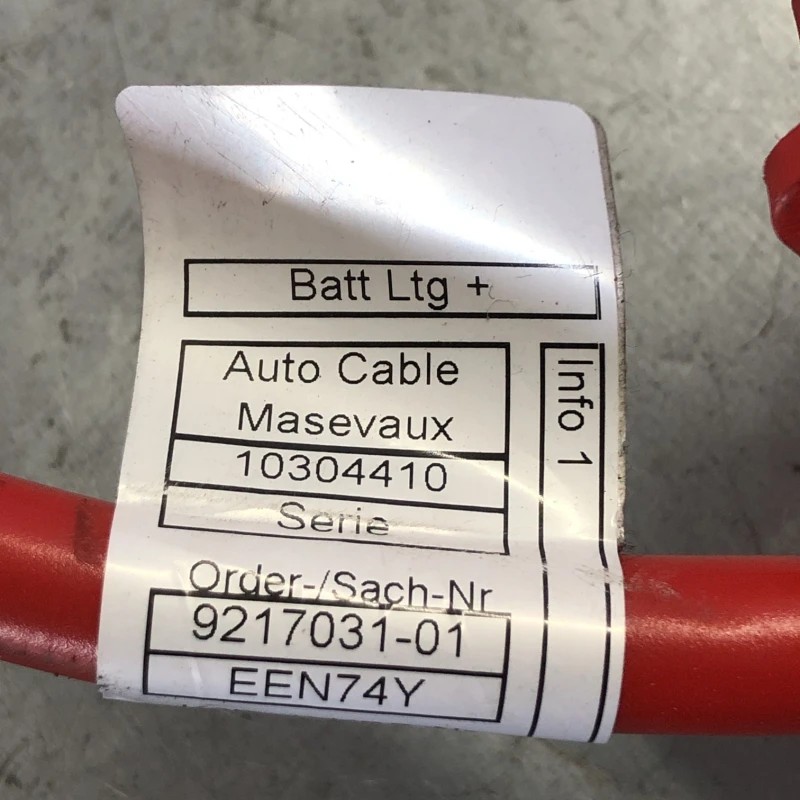 Batt Ltg +
Auto Cable
Masevaux
10304410
Serie
Info 1
Order-/Sach-Nr
9217031-01
EEN74Y